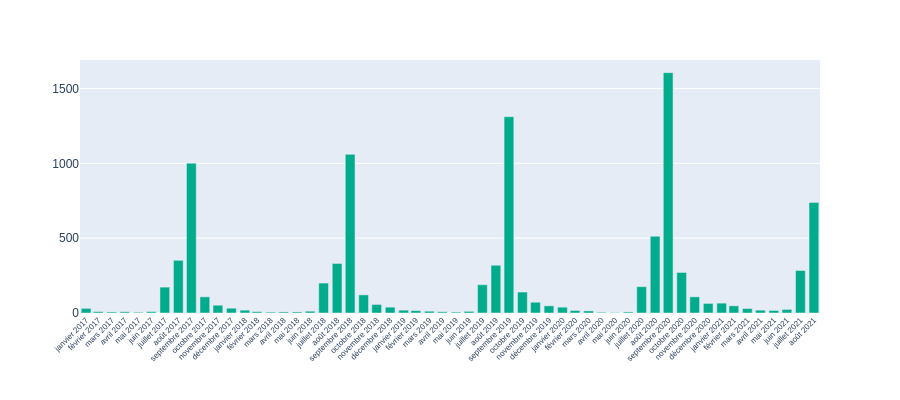 1500
1000
500
0
janvier 2017
février 2017
mars 2017
avril 2017
mai 2017
juin 2017
juillet 2017
août 2017
septembre 2017
octobre 2017
novembre 2017
décembre 2017
janvier 2018
février 2018
mars 2018
avril 2018
mai 2018
juin 2018
juillet 2018
août 2018
septembre 2018
octobre 2018
novembre 2018
décembre 2018
janvier 2019
février 2019
mars 2019
avril 2019
mai 2019
juin 2019
juillet 2019
août 2019
septembre 2019
octobre 2019
novembre 2019
décembre 2019
janvier 2020
février 2020
mars 2020
avril 2020
mai 2020
juin 2020
juillet 2020
août 2020
septembre 2020
octobre 2020
novembre 2020
décembre 2020
janvier 2021
février 2021
mars 2021
avril 2021
mai 2021
juin 2021
juillet 2021
août 2021